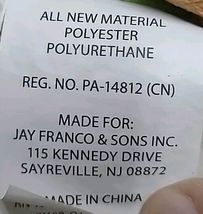 ALL NEW MATERIAL
POLYESTER
POLYURETHANE
REG. NO. PA-14812 (CN)
MADE FOR:
JAY FRANCO & SONS INC.
115 KENNEDY DRIVE
SAYREVILLE, NJ 08872
MADE IN CHINA